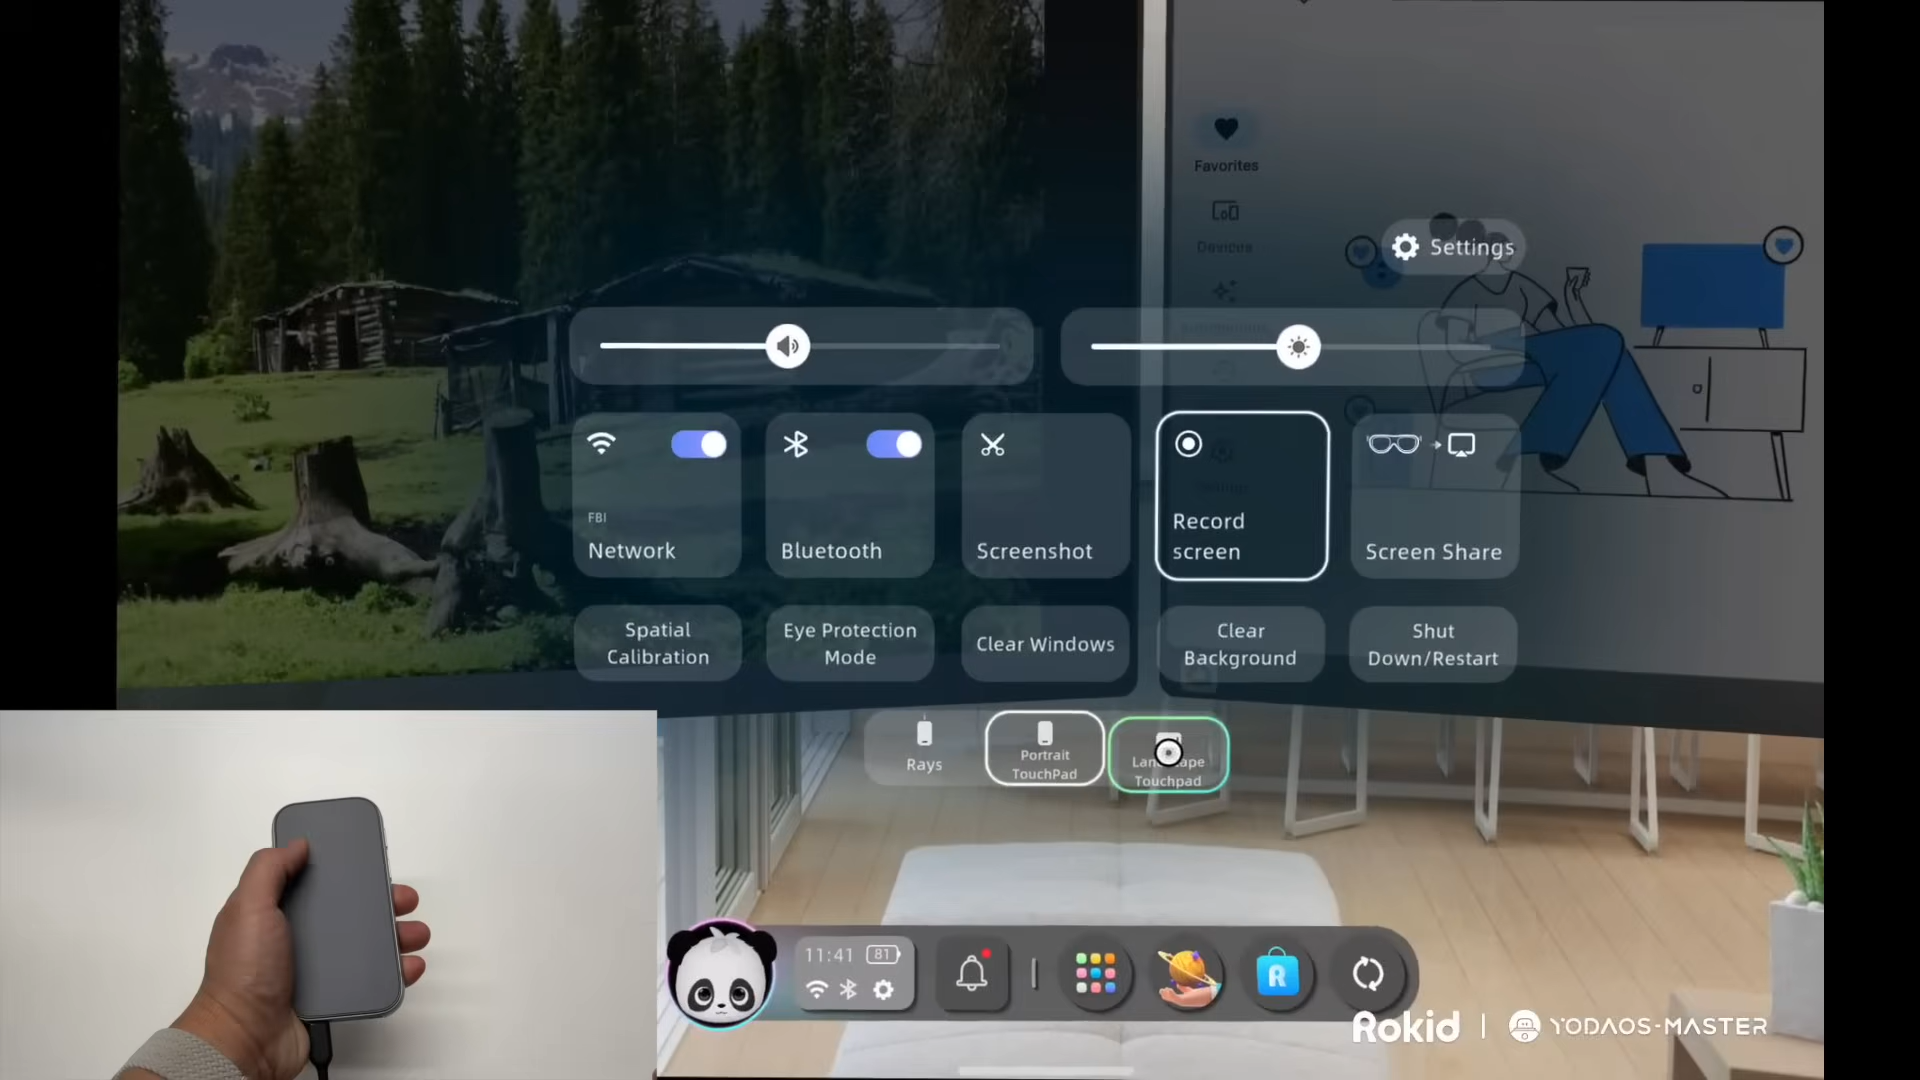 Favorites
Devices
Settings
FBI
Network
Bluetooth
Screenshot
Record
screen
Screen Share
Spatial
Calibration
Eye Protection
Mode
Clear Windows
Clear
Background
Shut
Down/Restart
Rays
Portrait
TouchPad
Touchpad
11:41 81
R
Rokid | YODAOS-MASTER